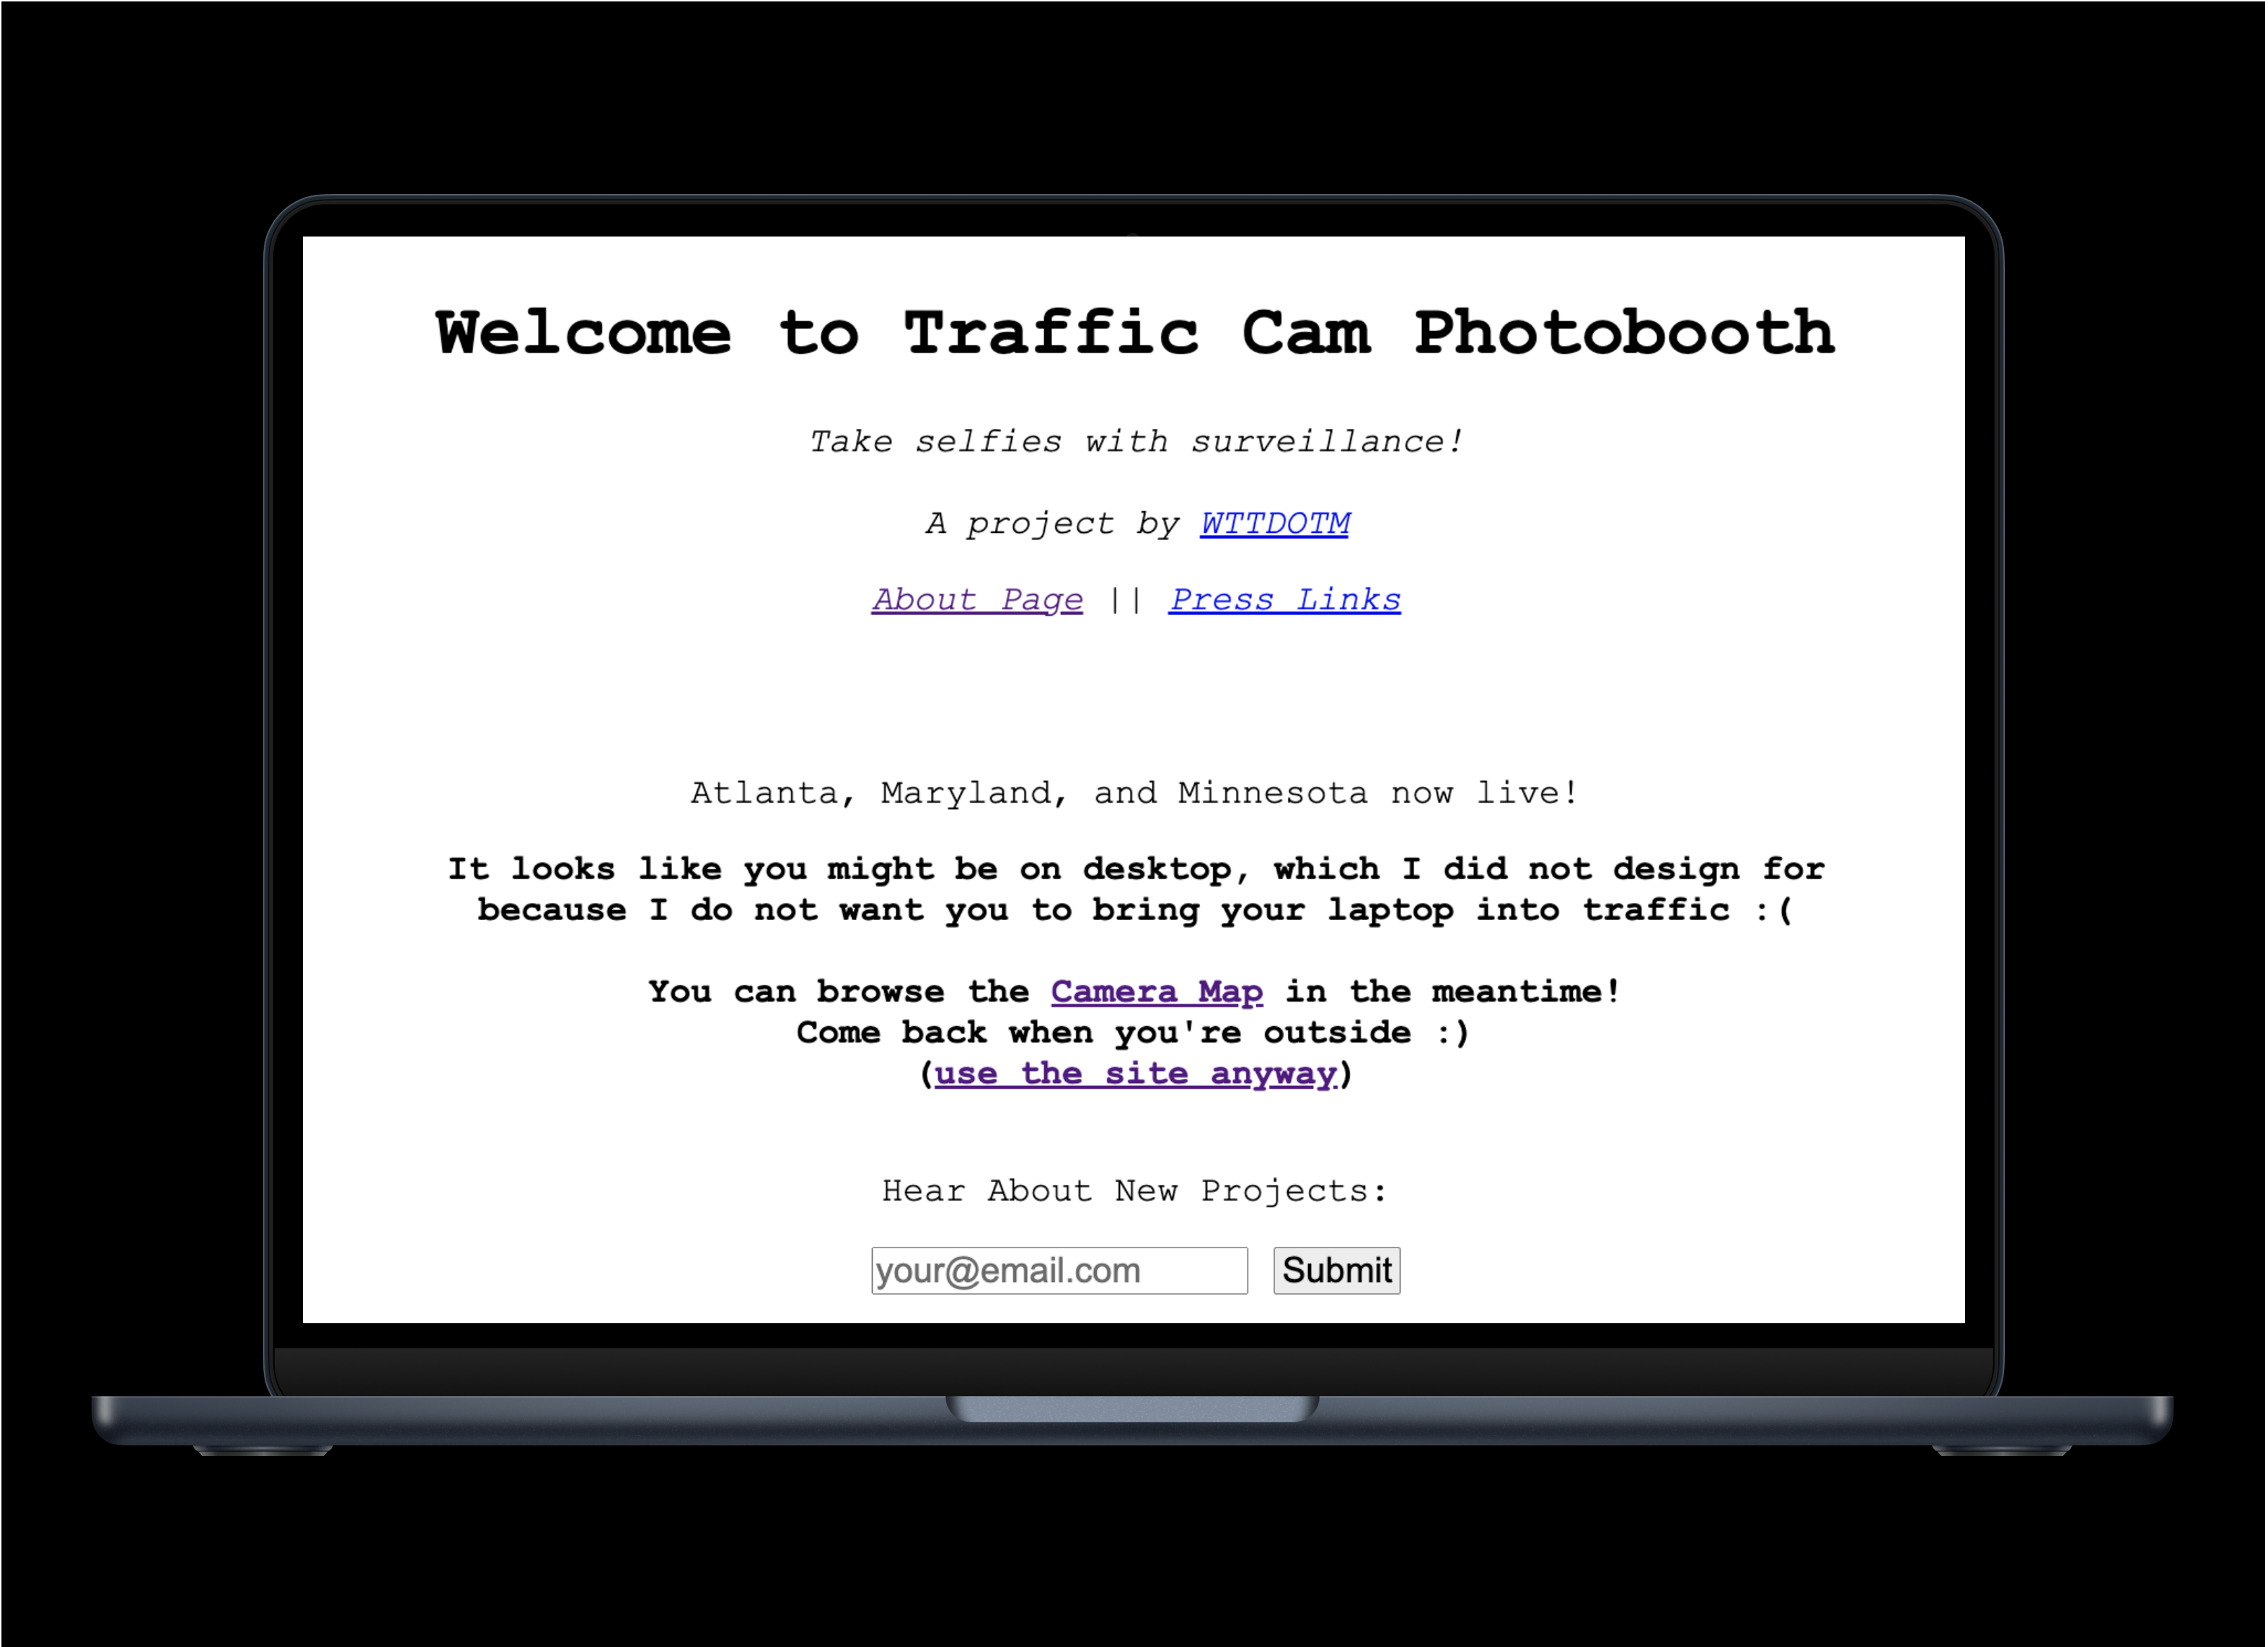 Welcome to Traffic Cam Photobooth
Take selfies with surveillance!
A project by WTTDOTM
About Page || Press Links
Atlanta, Maryland, and Minnesota now live!
It looks like you might be on desktop, which I did not design for
because I do not want you to bring your laptop into traffic :(
You can browse the Camera Map in the meantime!
Come back when you're outside :)
(use the site anyway)
Hear About New Projects:
your@email.com Submit